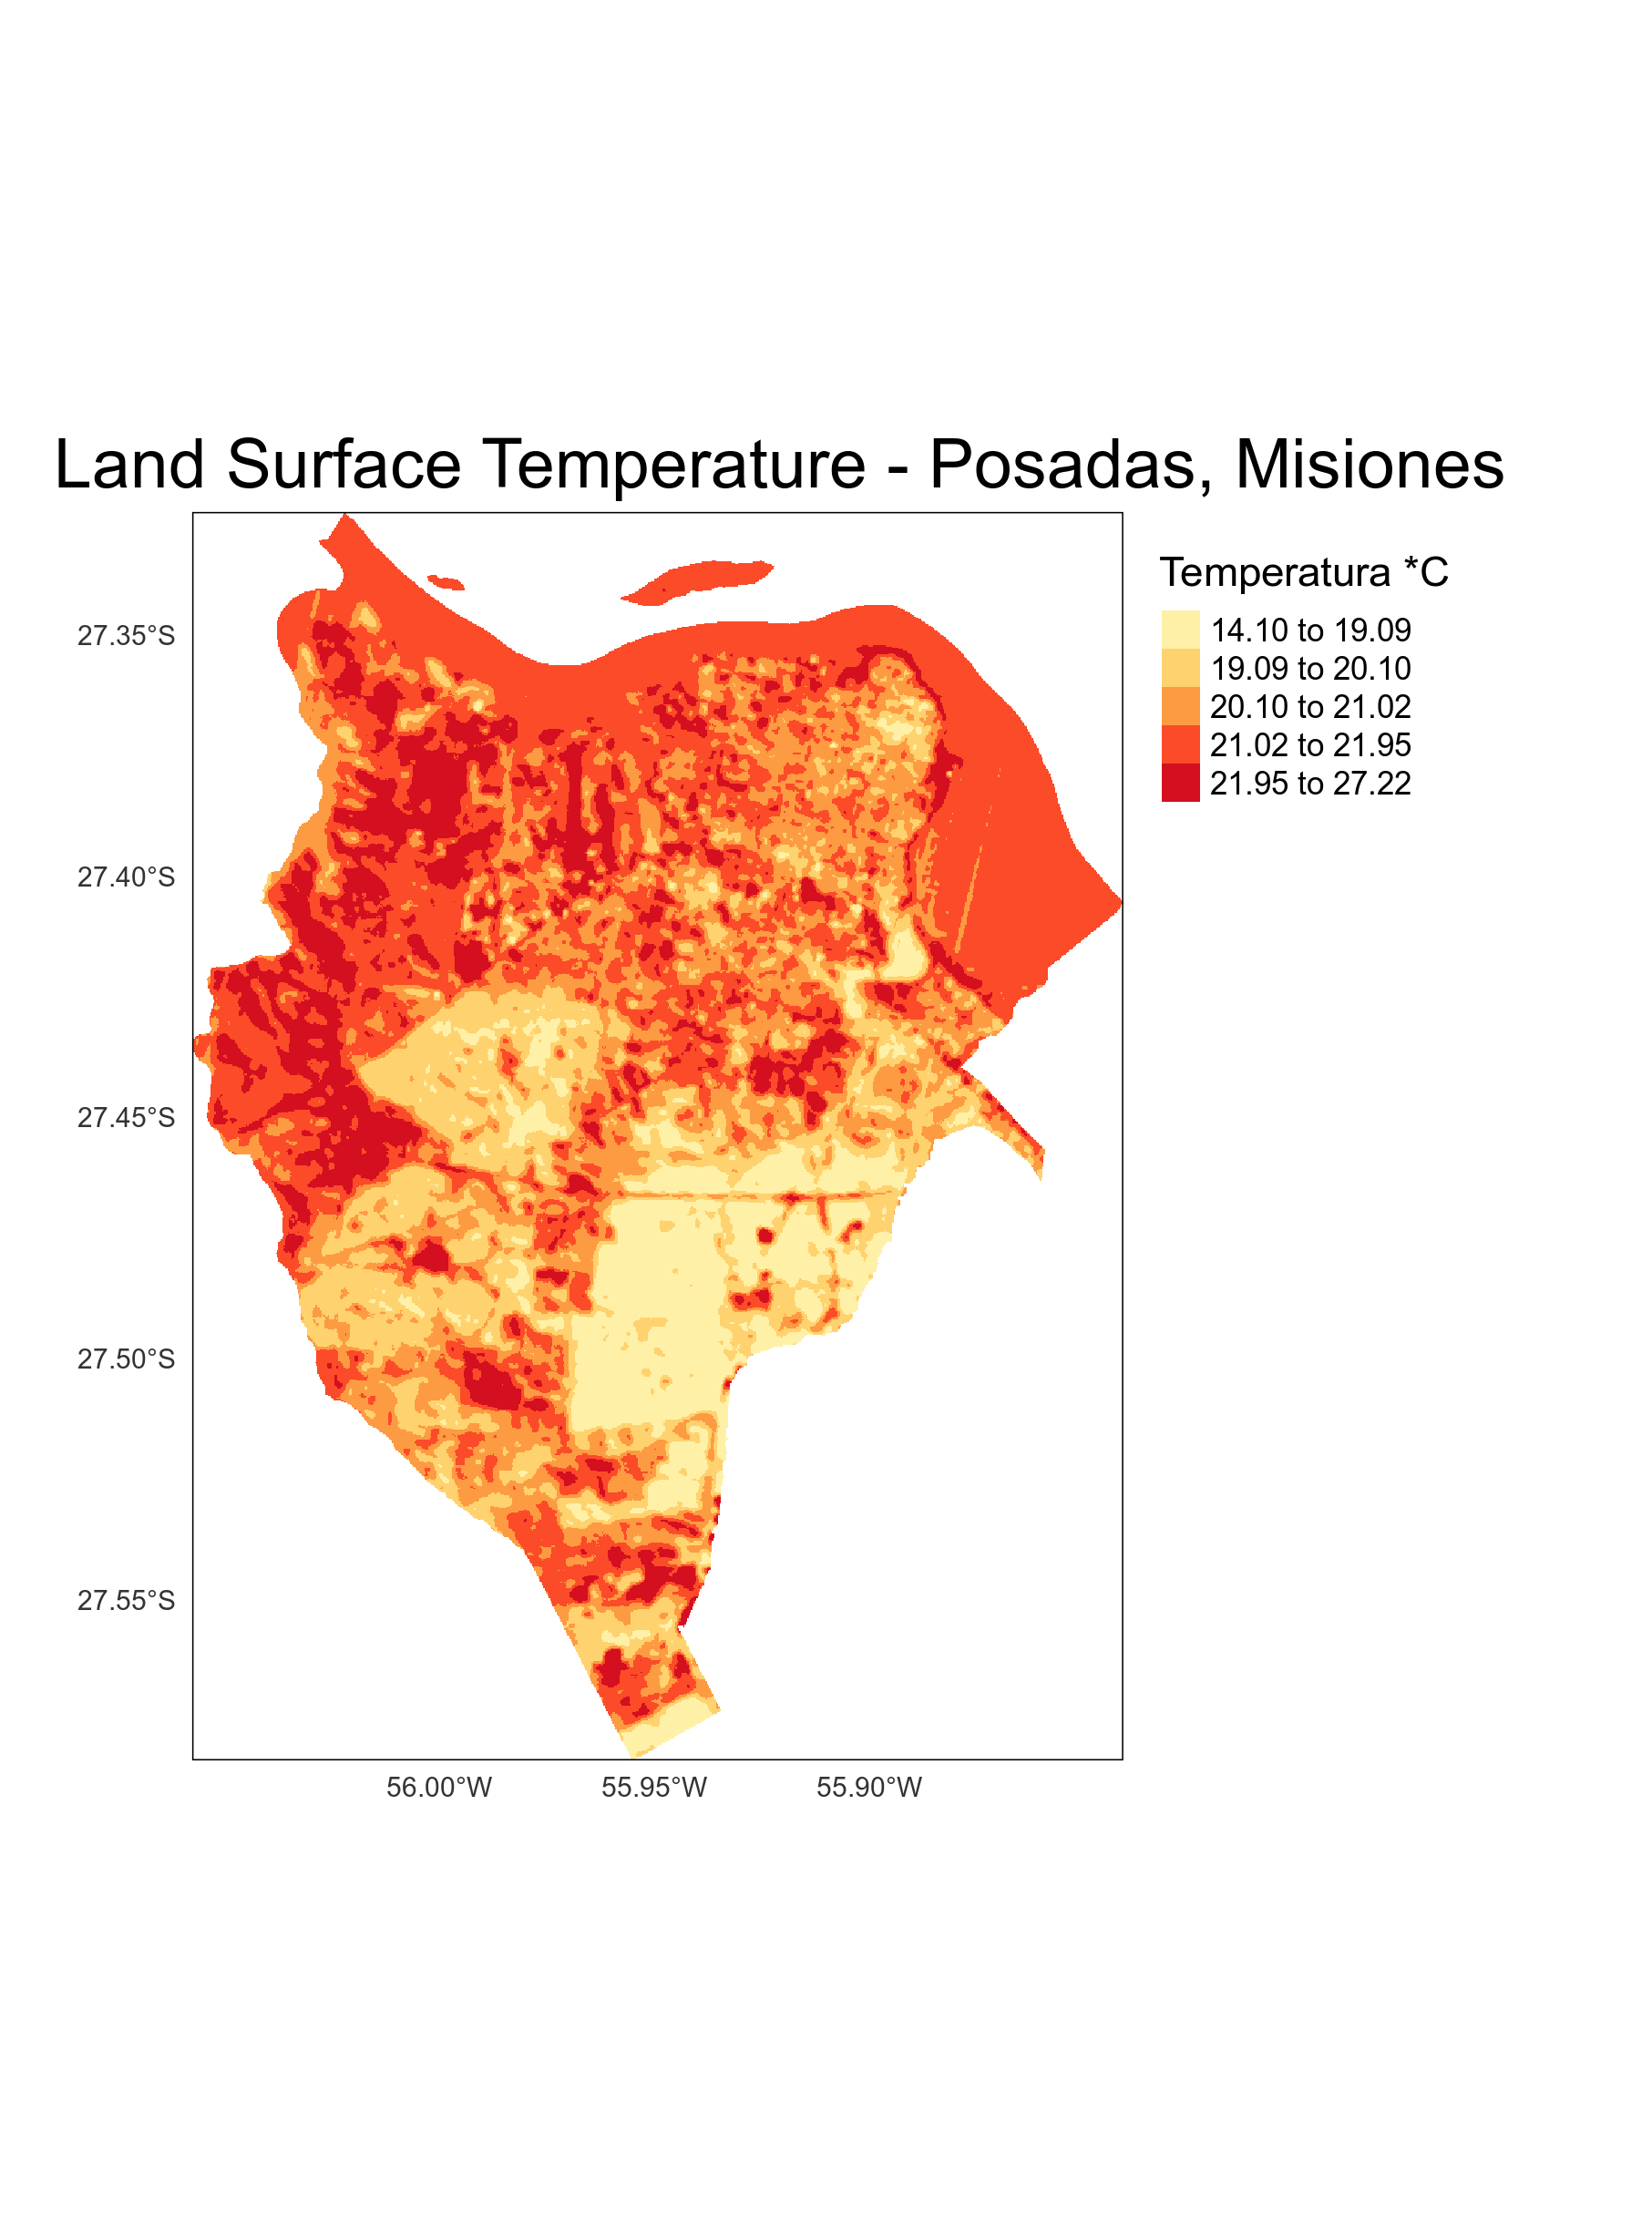 Land Surface Temperature - Posadas, Misiones
Temperatura *C
14.10 to 19.09
19.09 to 20.10
20.10 to 21.02
21.02 to 21.95
21.95 to 27.22
27.35°S
27.40°S
27.45°S
27.50°S
27.55°S
56.00°W
55.95°W
55.90°W